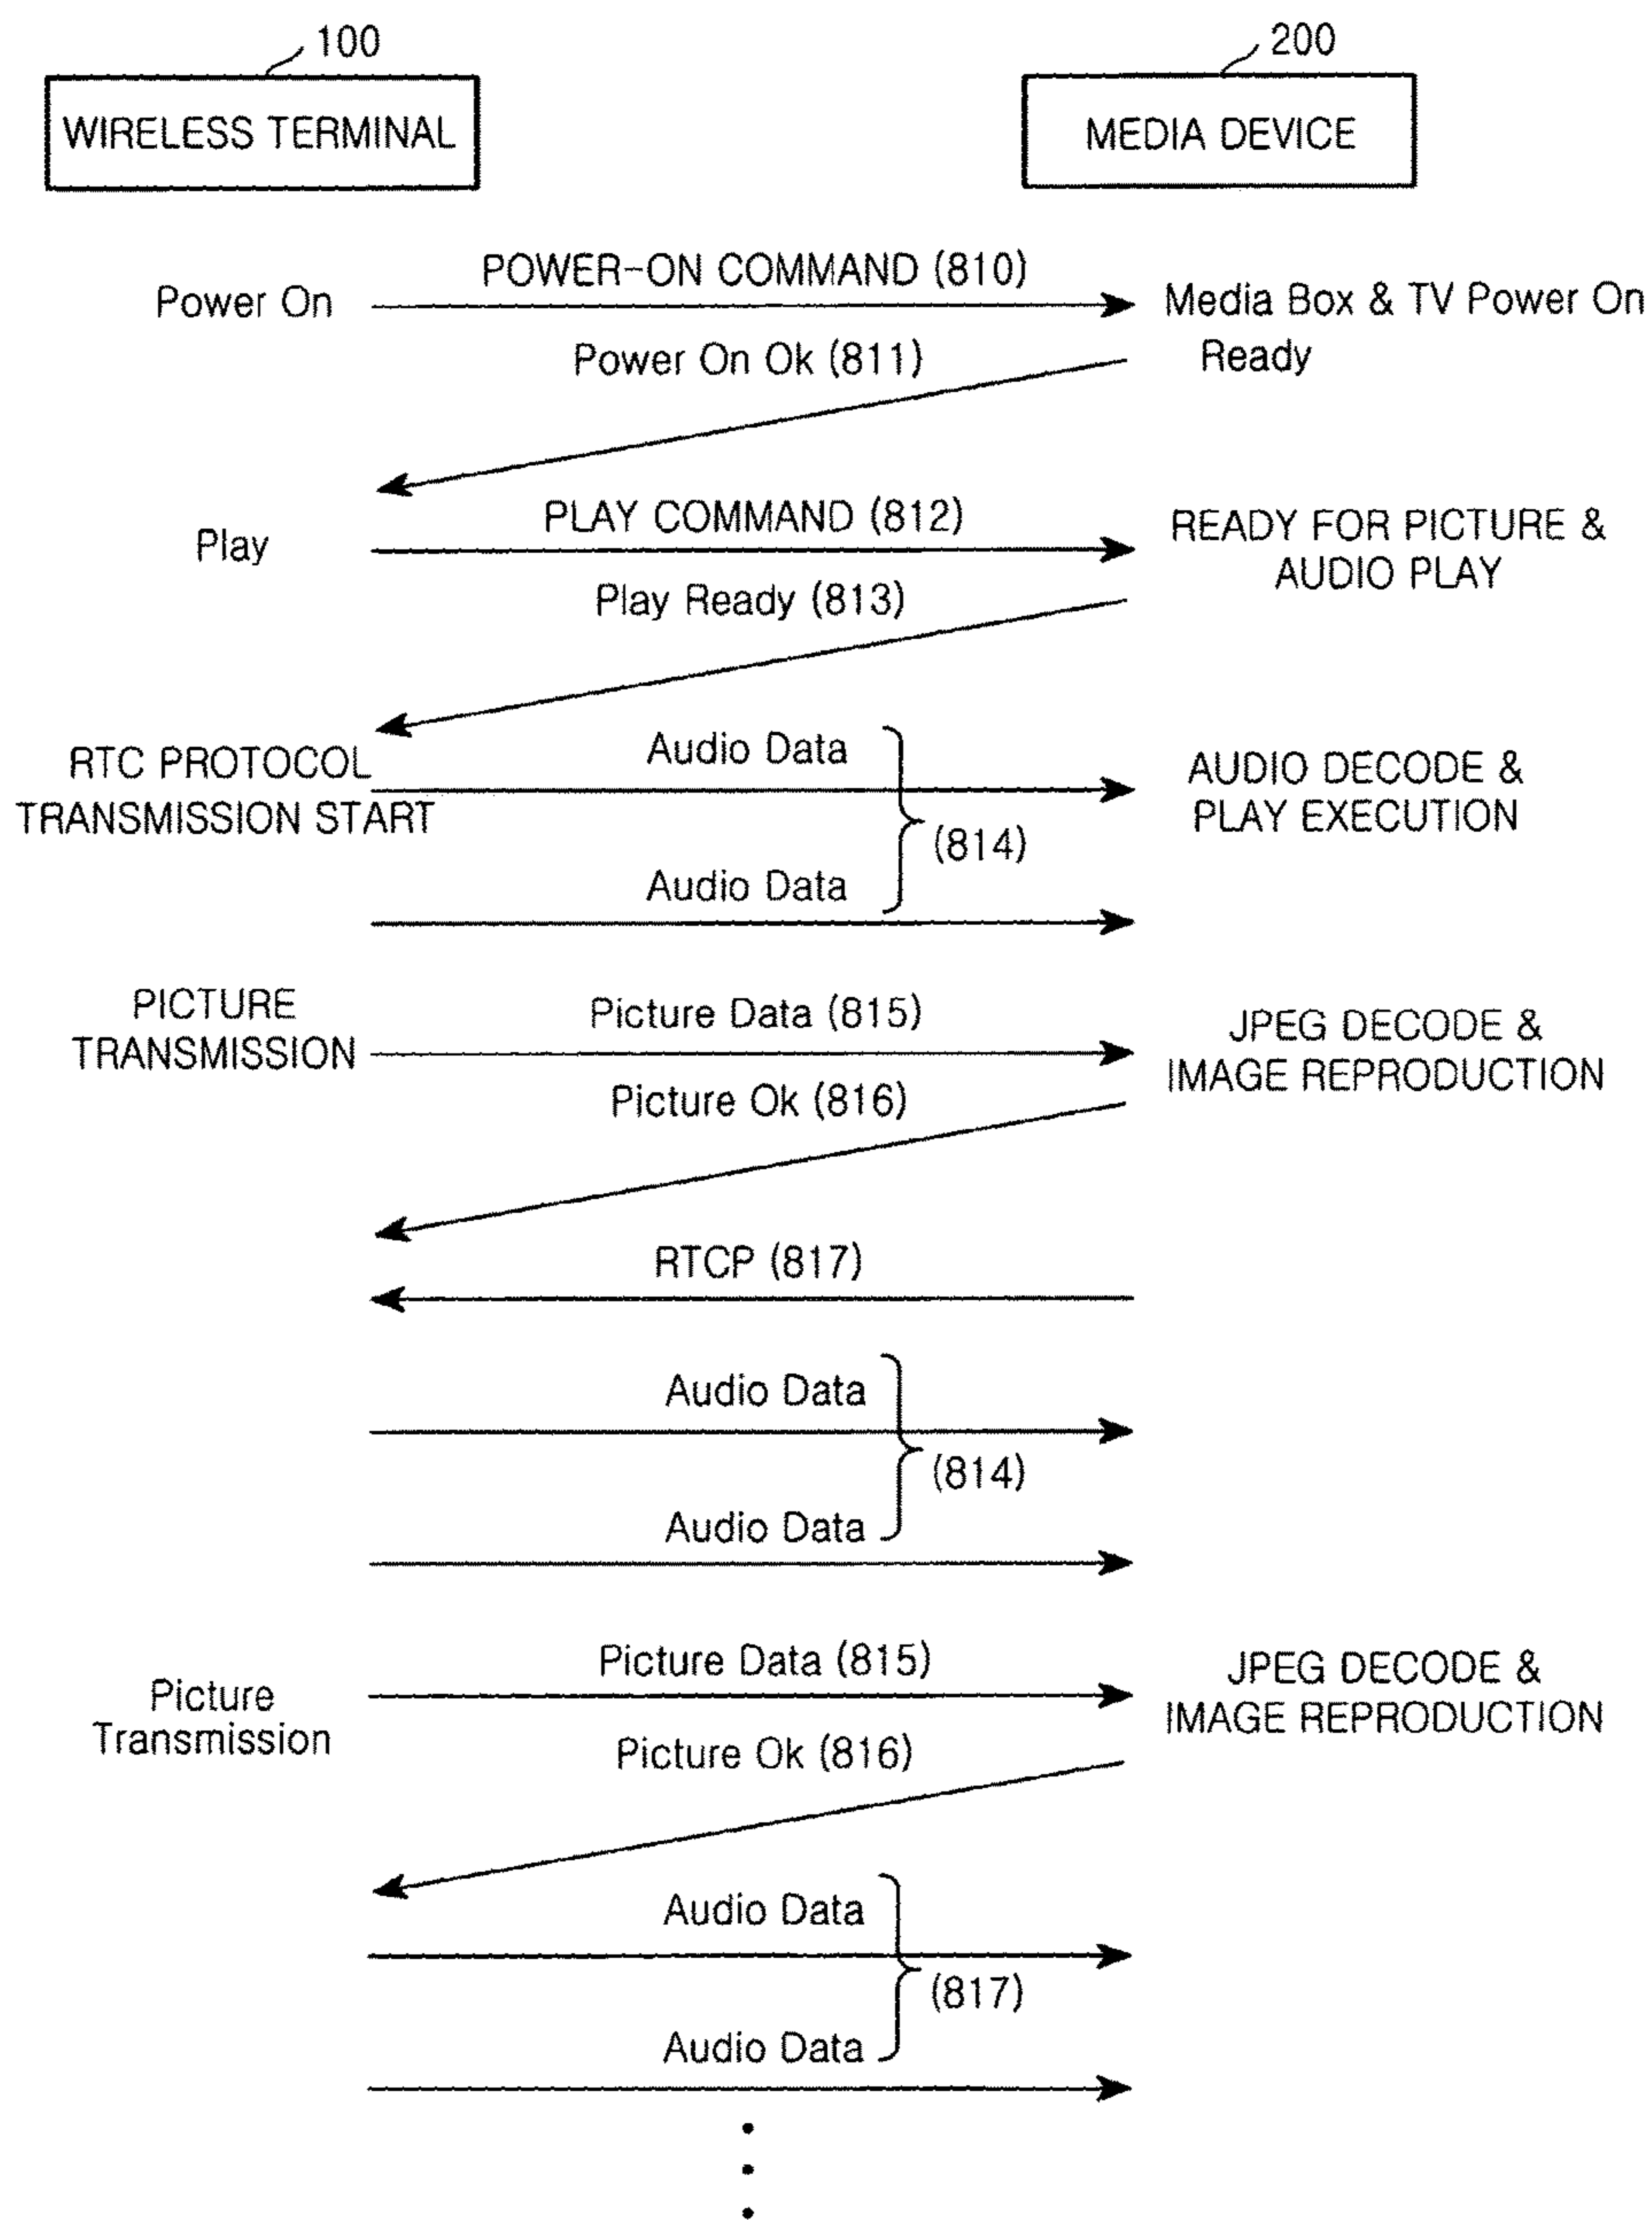 100
200
WIRELESS TERMINAL
MEDIA DEVICE
POWER-ON COMMAND (810)
Power On
Media Box & TV Power On
Power On Ok (811)
Ready
PLAY COMMAND (812)
Play
READY FOR PICTURE &
AUDIO PLAY
Play Ready (813)
RTC PROTOCOL
TRANSMISSION START
Audio Data
AUDIO DECODE &
PLAY EXECUTION
(814)
Audio Data
PICTURE
TRANSMISSION
Picture Data (815)
JPEG DECODE &
IMAGE REPRODUCTION
Picture Ok (816)
RTCP (817)
Audio Data
(814)
Audio Data
Picture Data (815)
Picture
Transmission
JPEG DECODE &
IMAGE REPRODUCTION
Picture Ok (816)
Audio Data
(817)
Audio Data